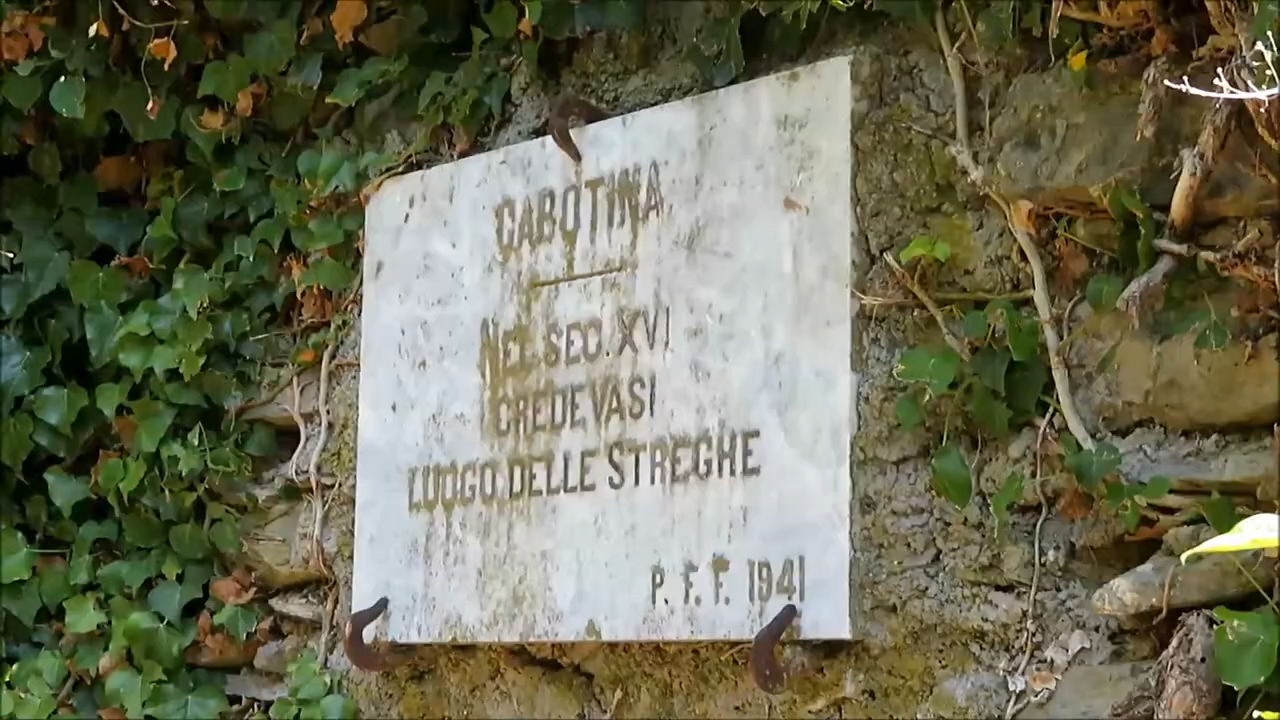 CABOTINA
NEL SEC. XVI
CREDEVASI
LUOGO DELLE STREGHE
P. F. F. 1941